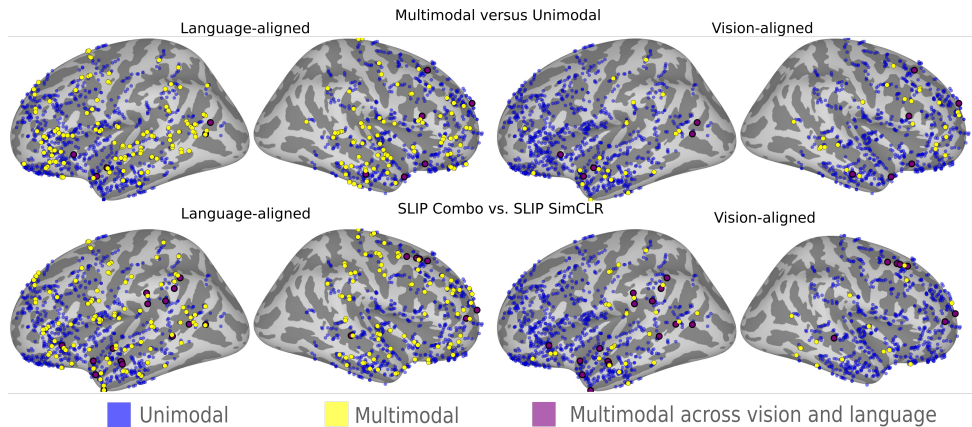 Multimodal versus Unimodal
Language-aligned
Vision-aligned
SLIP Combo vs. SLIP SimCLR
Language-aligned
Vision-aligned
Unimodal
Multimodal
Multimodal across vision and language